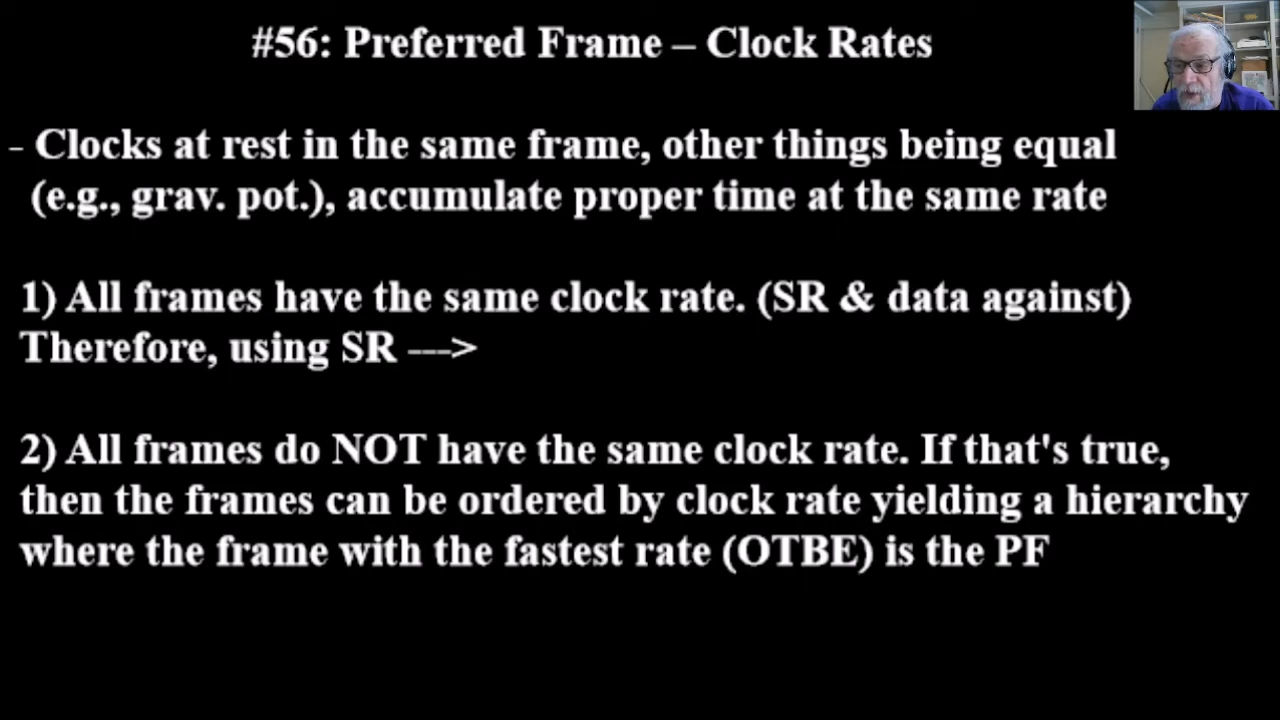 #56: Preferred Frame – Clock Rates
- Clocks at rest in the same frame, other things being equal
(e.g., grav. pot.), accumulate proper time at the same rate
1) All frames have the same clock rate. (SR & data against)
Therefore, using SR --->
2) All frames do NOT have the same clock rate. If that's true,
then the frames can be ordered by clock rate yielding a hierarchy
where the frame with the fastest rate (OTBE) is the PF